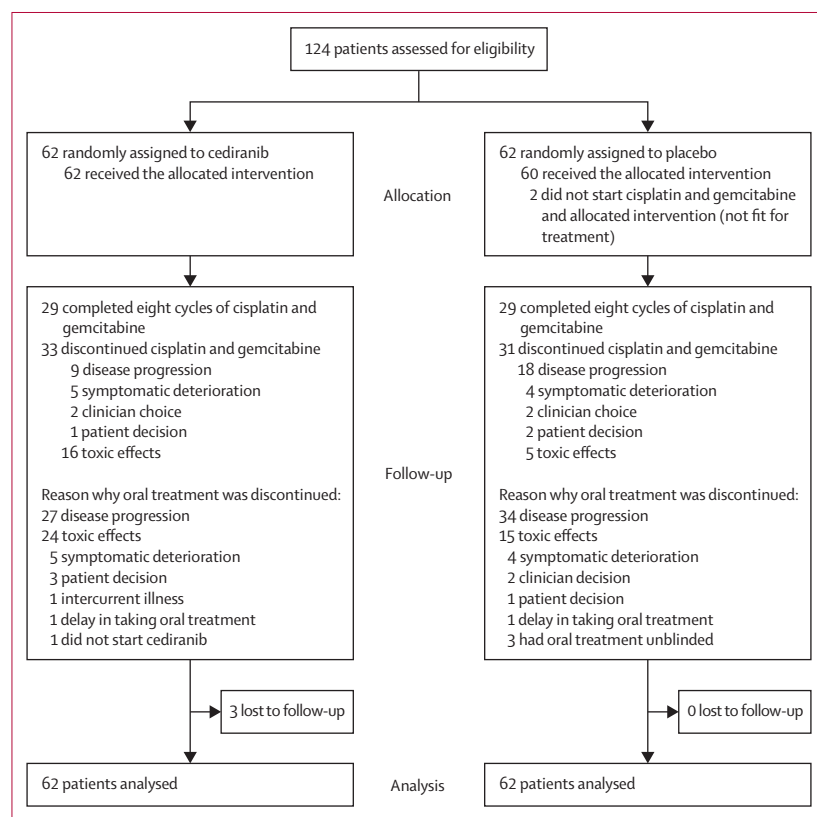 124 patients assessed for eligibility
62 randomly assigned to cediranib
62 received the allocated intervention
Allocation
62 randomly assigned to placebo
60 received the allocated intervention
2 did not start cisplatin and gemcitabine
and allocated intervention (not fit for
treatment)
29 completed eight cycles of cisplatin and
gemcitabine
33 discontinued cisplatin and gemcitabine
9 disease progression
5 symptomatic deterioration
2 clinician choice
1 patient decision
16 toxic effects
Reason why oral treatment was discontinued:
27 disease progression
24 toxic effects
5 symptomatic deterioration
3 patient decision
1 intercurrent illness
1 delay in taking oral treatment
1 did not start cediranib
Follow-up
29 completed eight cycles of cisplatin and
gemcitabine
31 discontinued cisplatin and gemcitabine
18 disease progression
4 symptomatic deterioration
2 clinician choice
2 patient decision
5 toxic effects
Reason why oral treatment was discontinued:
34 disease progression
15 toxic effects
4 symptomatic deterioration
2 clinician decision
1 patient decision
1 delay in taking oral treatment
3 had oral treatment unblinded
3 lost to follow-up
0 lost to follow-up
62 patients analysed
Analysis
62 patients analysed